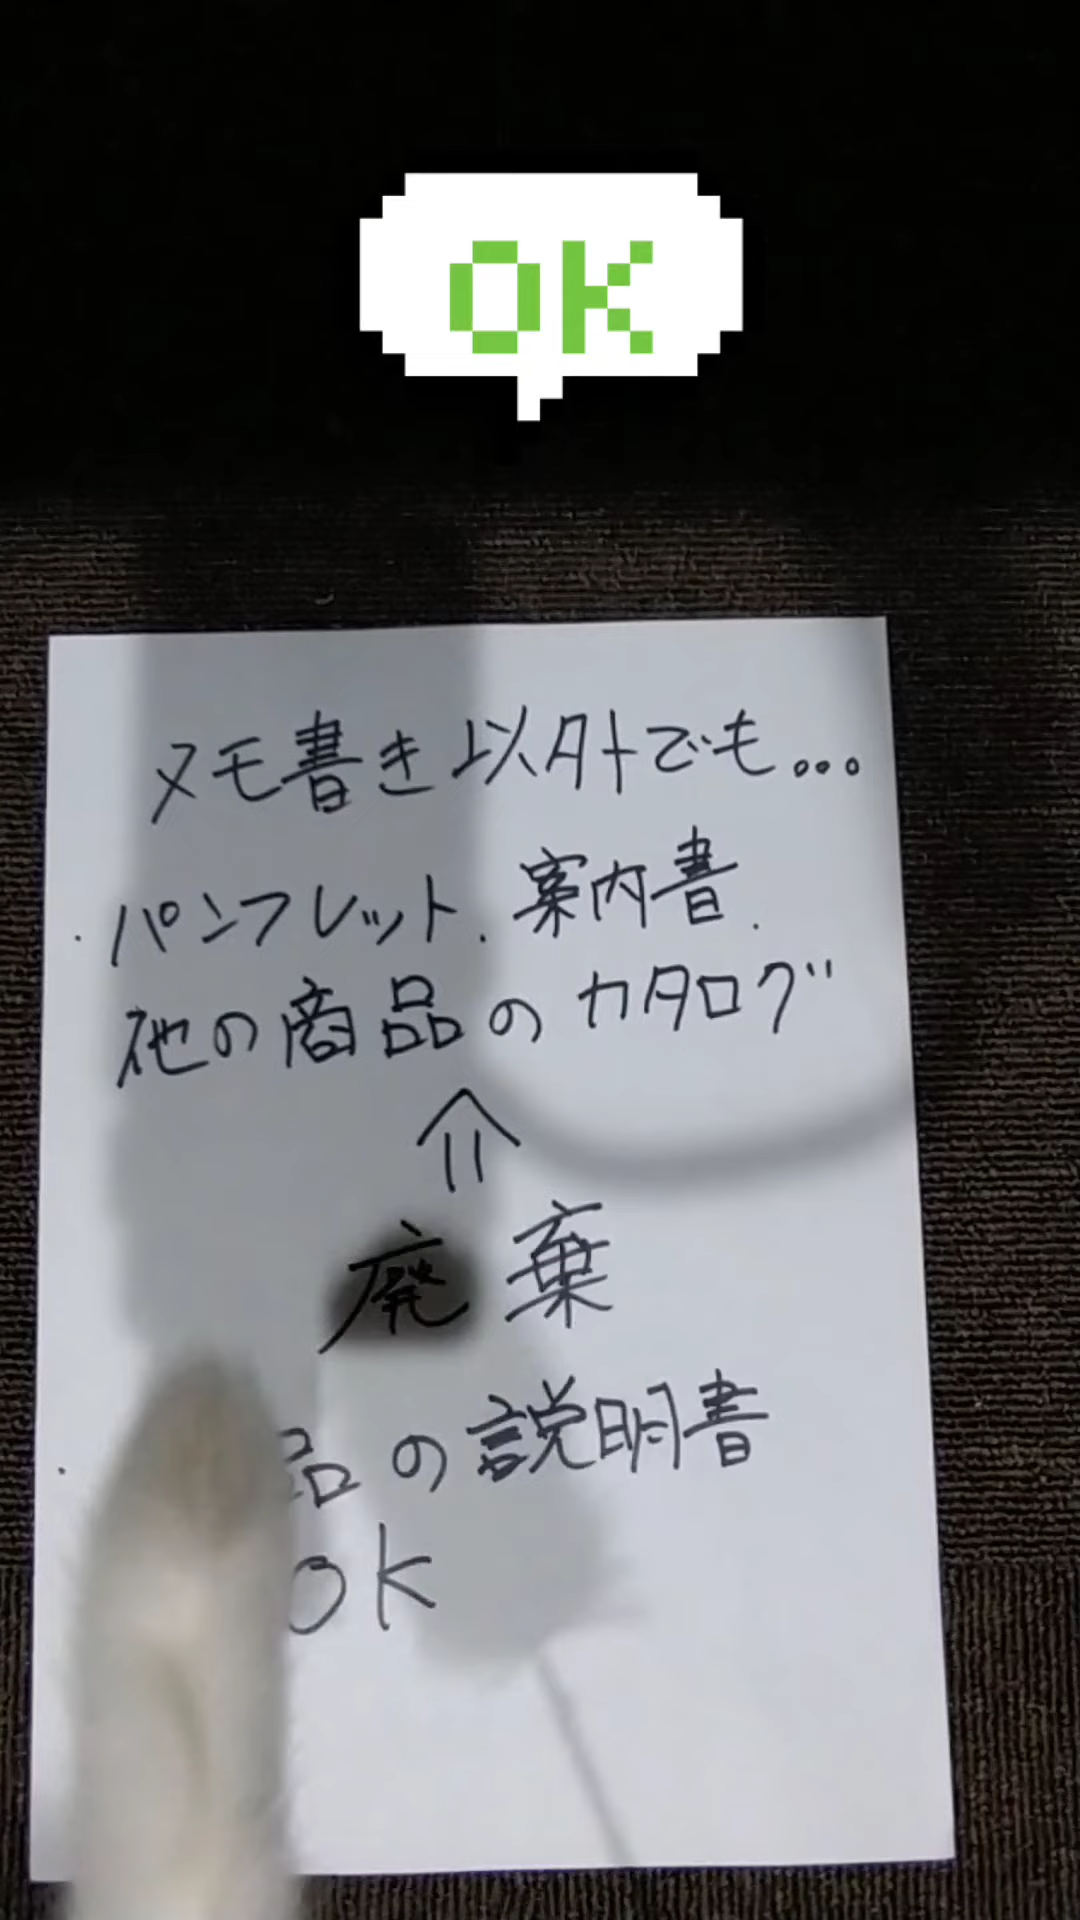 OK
メモ書き以外でも...
・パンフレット、案内書、
他の商品のカタログ
⇑
廃棄
・品の説明書
OK